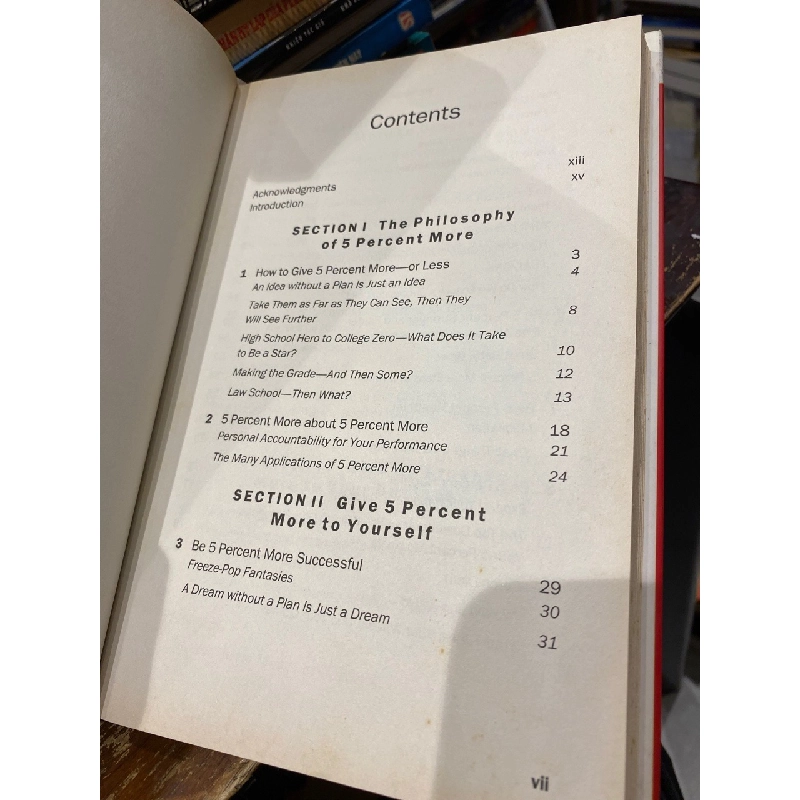 Contents
Acknowledgments xiii
Introduction xv
SECTION I The Philosophy
of 5 Percent More
1 How to Give 5 Percent More—or Less 3
An Idea without a Plan Is Just an Idea 4
Take Them as Far as They Can See, Then They
Will See Further 8
High School Hero to College Zero—What Does It Take
to Be a Star? 10
Making the Grade—And Then Some? 12
Law School—Then What? 13
2 5 Percent More about 5 Percent More 18
Personal Accountability for Your Performance 21
The Many Applications of 5 Percent More 24
SECTION II Give 5 Percent
More to Yourself
3 Be 5 Percent More Successful 29
Freeze-Pop Fantasies 30
A Dream without a Plan Is Just a Dream 31
vii